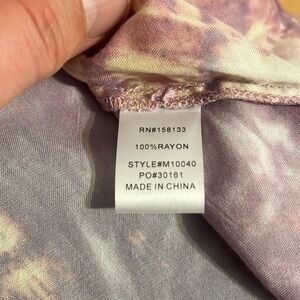 RN#158133
100%RAYON
STYLE#M10040
PO#30161
MADE IN CHINA